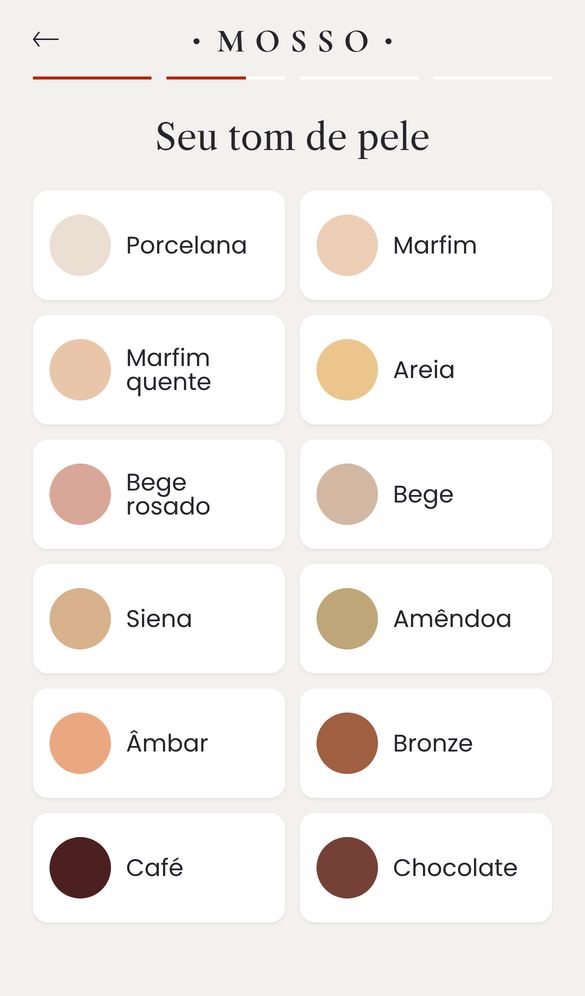 · MOSSO ·
Seu tom de pele
Porcelana
Marfim
Marfim
quente
Areia
Bege
rosado
Bege
Siena
Amêndoa
Âmbar
Bronze
Café
Chocolate